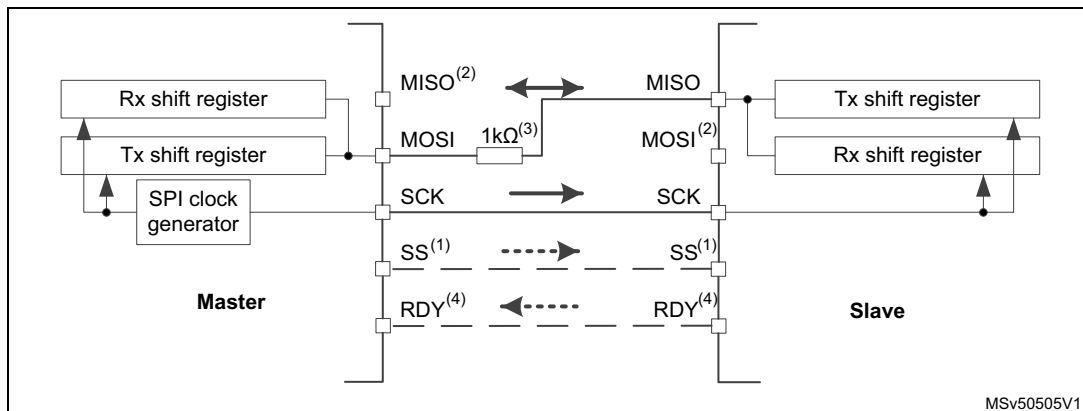 MISO(2)
MISO
Rx shift register
Tx shift register
MOSI
1kΩ(3)
MOSI(2)
Tx shift register
Rx shift register
SPI clock
generator
SCK
SCK
SS(1)
SS(1)
Master
RDY(4)
RDY(4)
Slave
MSv50505V1